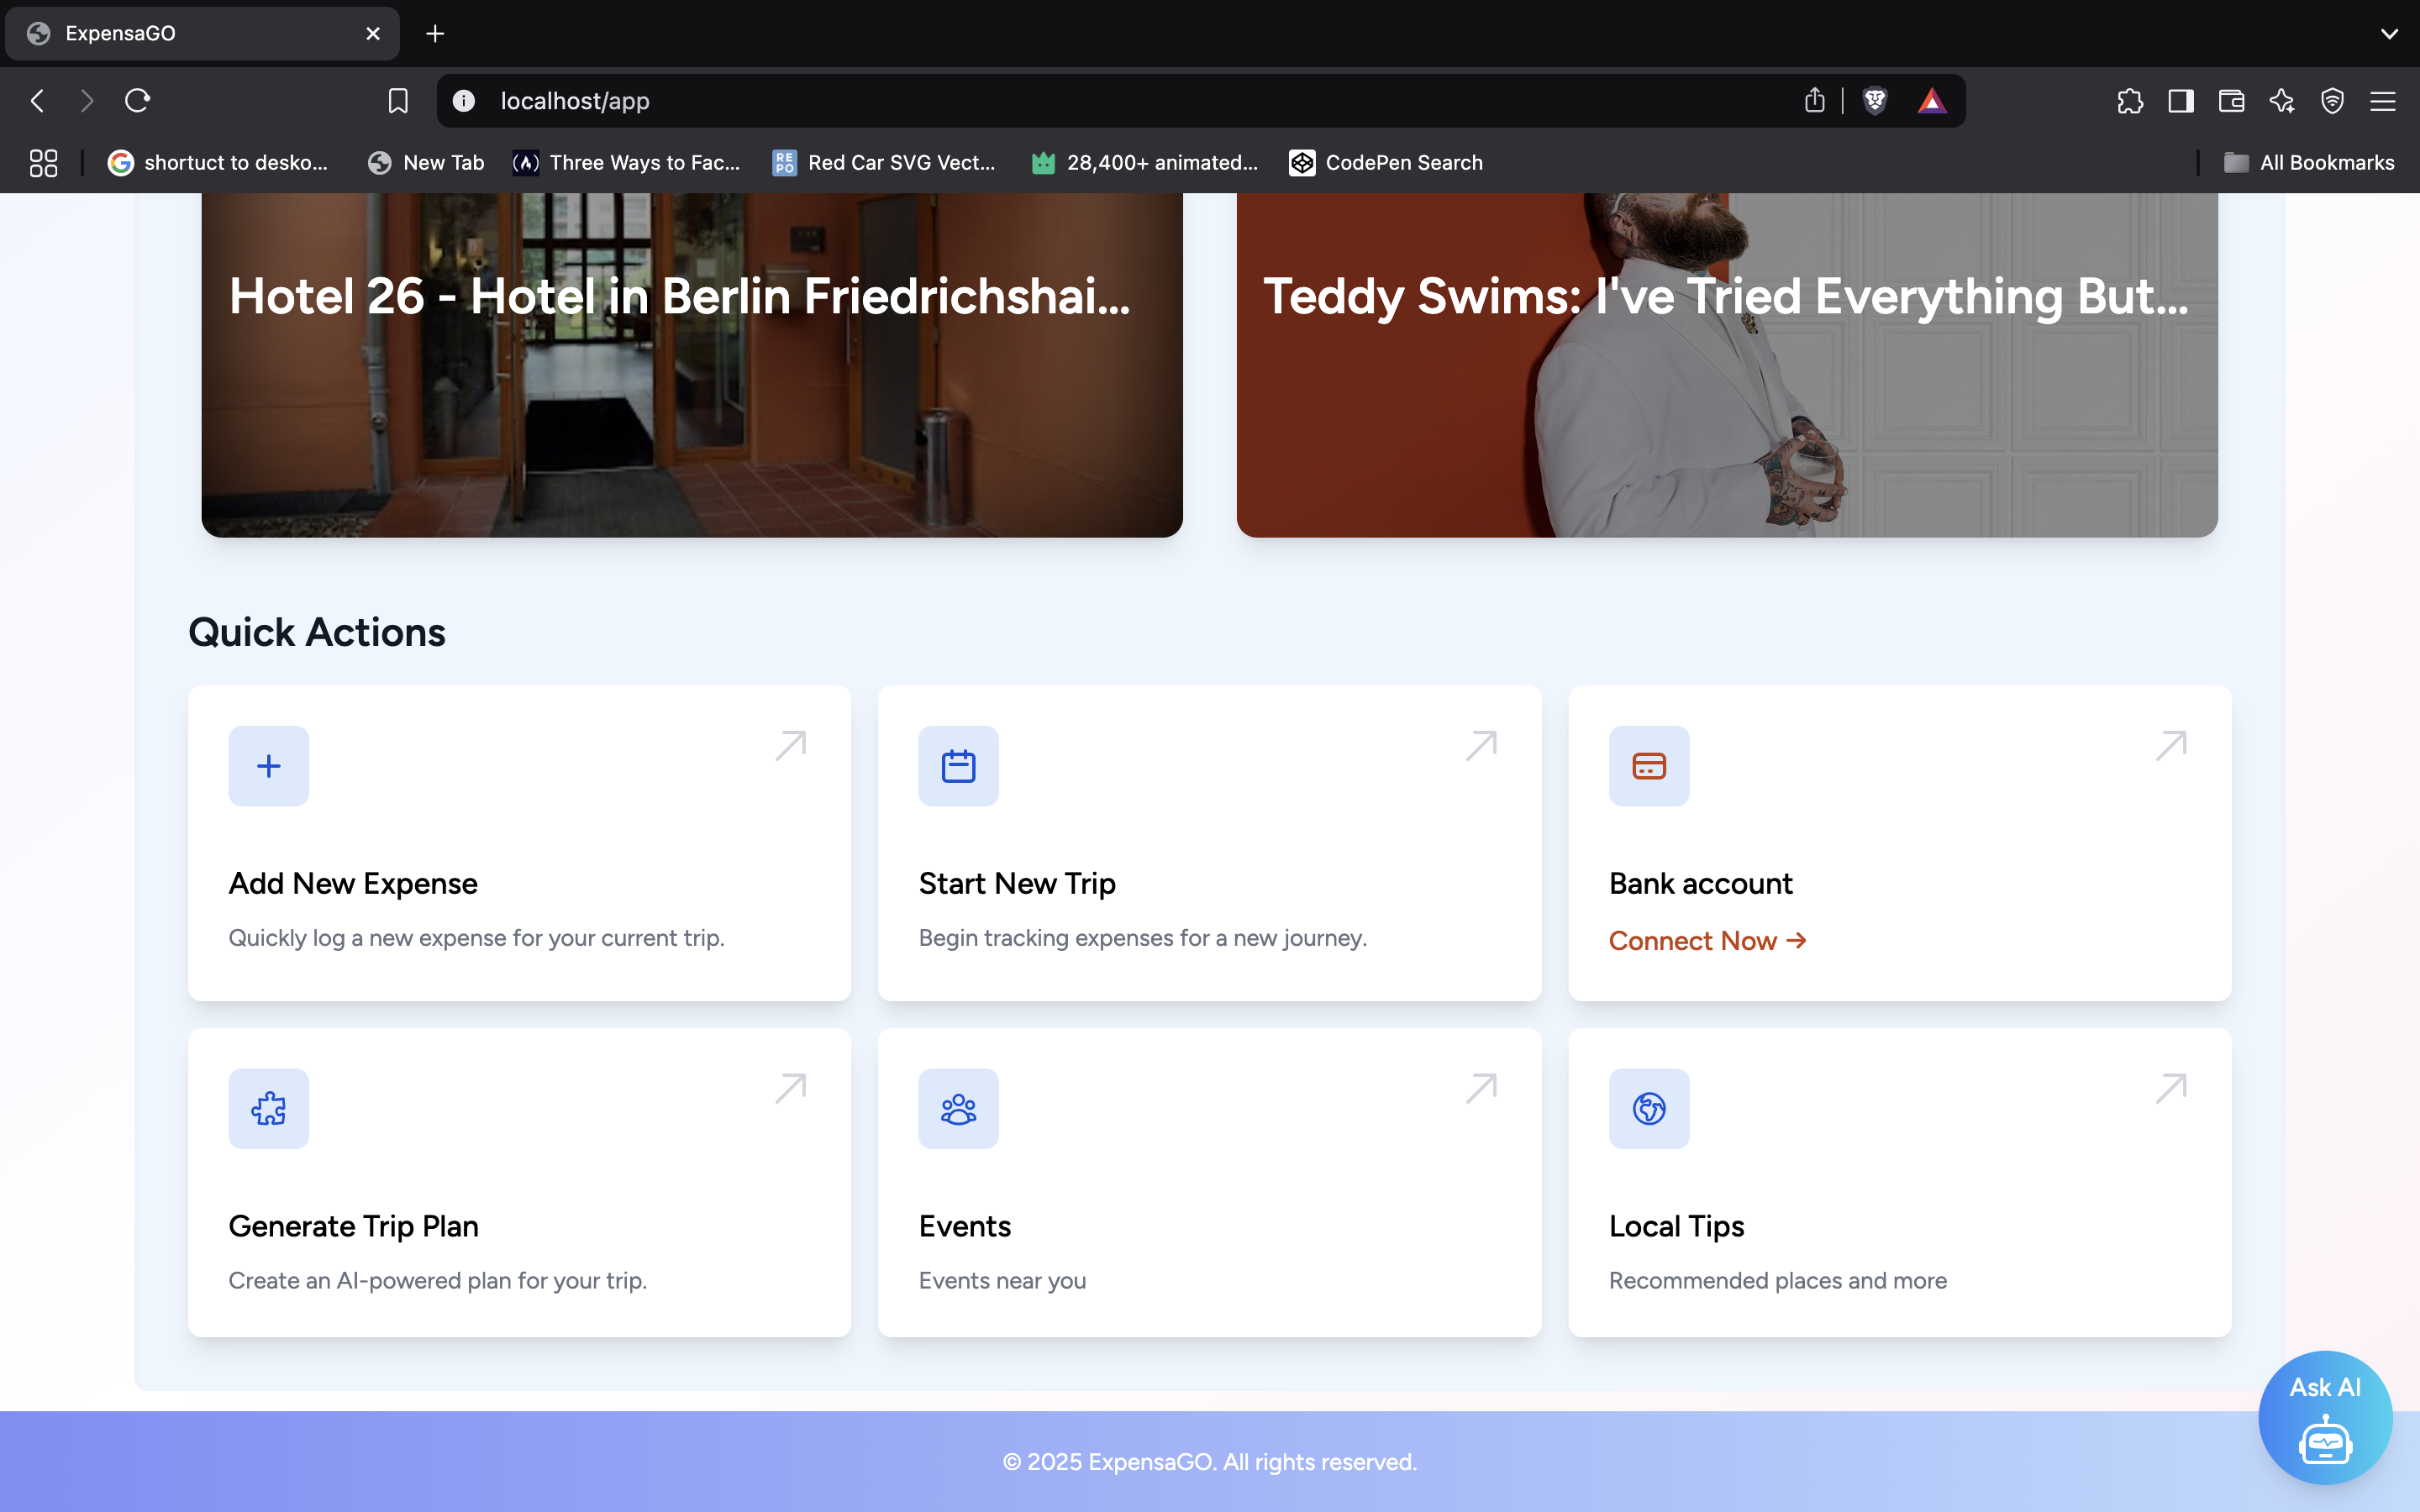 ExpensaGO
localhost/app
shortuct to desko...
New Tab
Three Ways to Fac...
Red Car SVG Vect...
28,400+ animated...
CodePen Search
All Bookmarks
Hotel 26 - Hotel in Berlin Friedrichshai...
Teddy Swims: I've Tried Everything But...
Quick Actions
Add New Expense
Quickly log a new expense for your current trip.
Start New Trip
Begin tracking expenses for a new journey.
Bank account
Connect Now →
Generate Trip Plan
Create an AI-powered plan for your trip.
Events
Events near you
Local Tips
Recommended places and more
Ask AI
© 2025 ExpensaGO. All rights reserved.